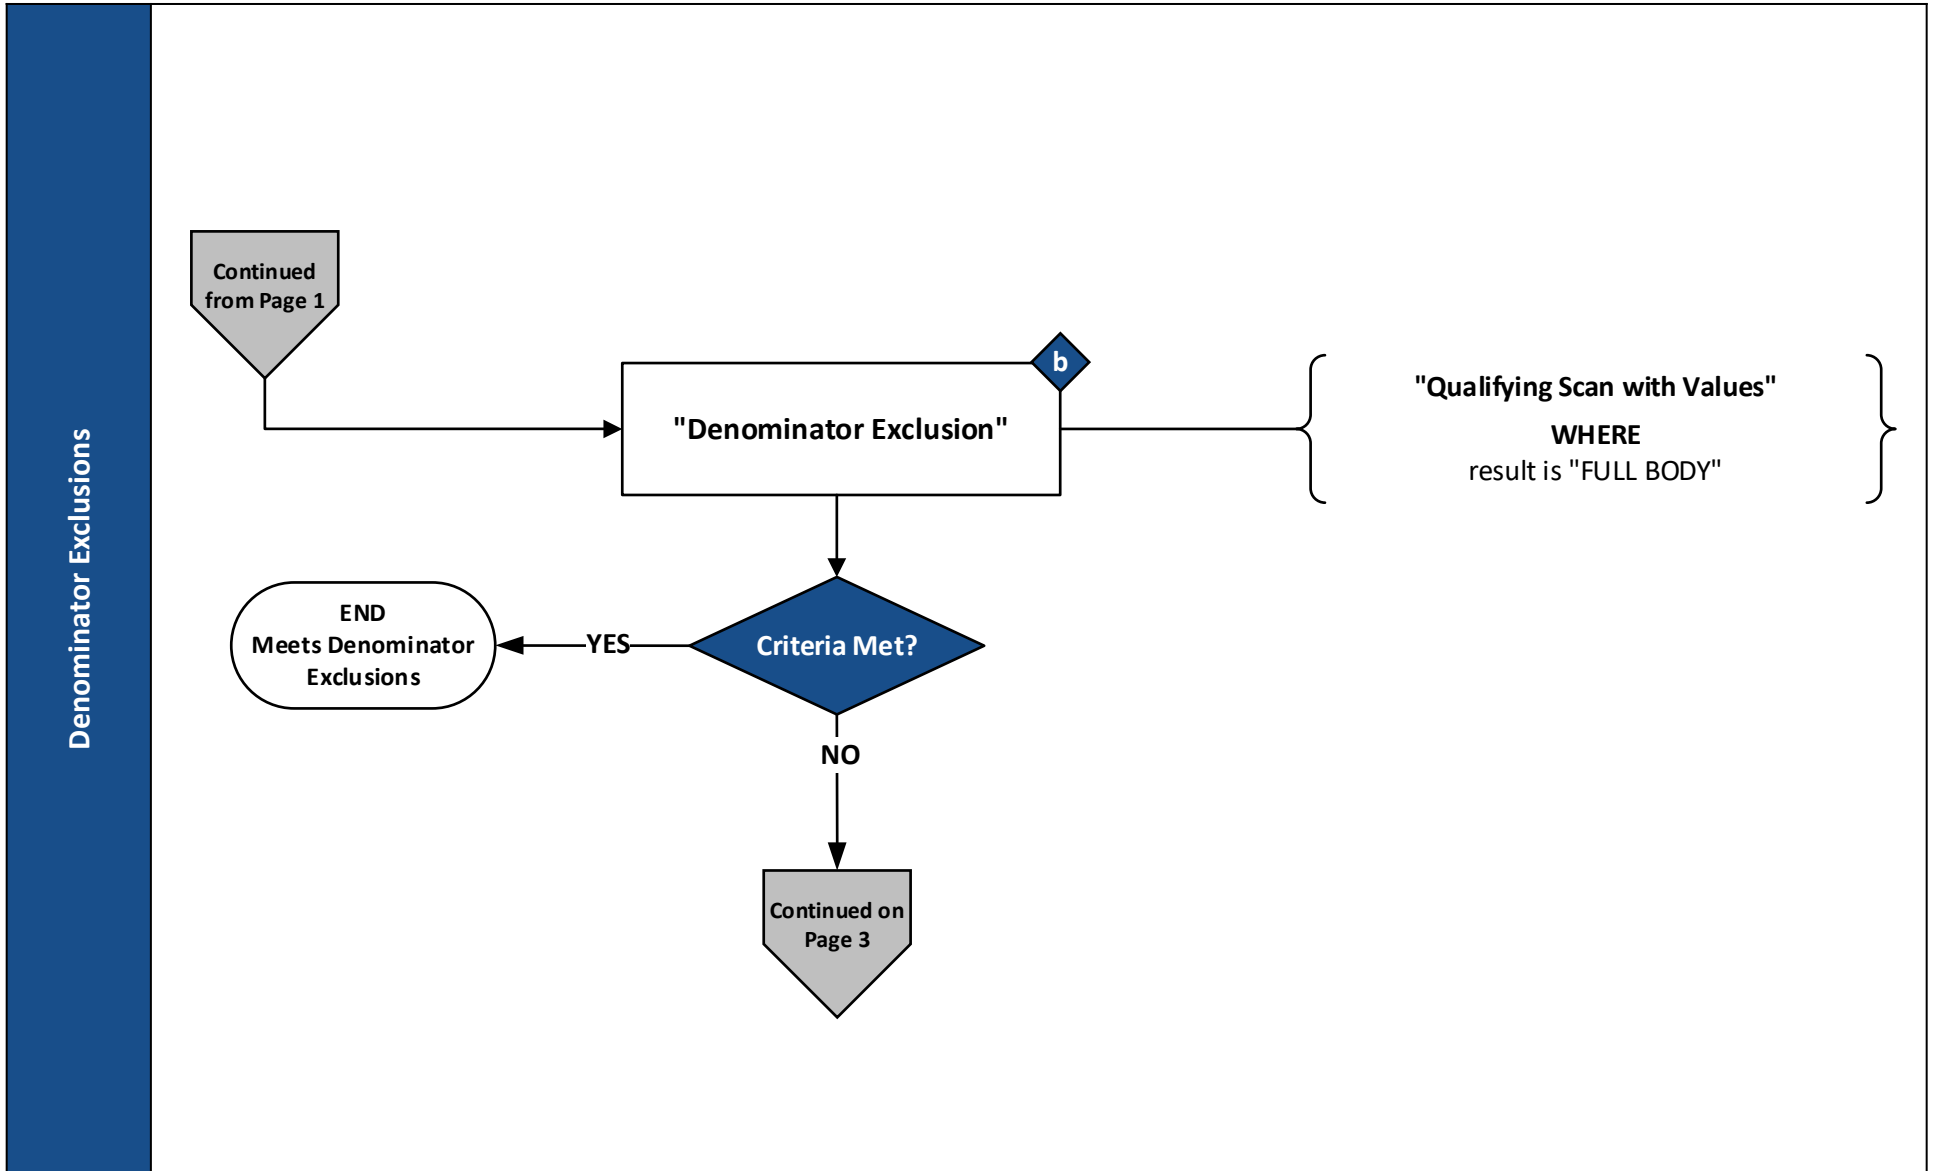 Denominator Exclusions
Continued
from Page 1
"Denominator Exclusion"
b
"Qualifying Scan with Values"
WHERE
result is "FULL BODY"
Criteria Met?
YES
END
Meets Denominator
Exclusions
NO
Continued on
Page 3